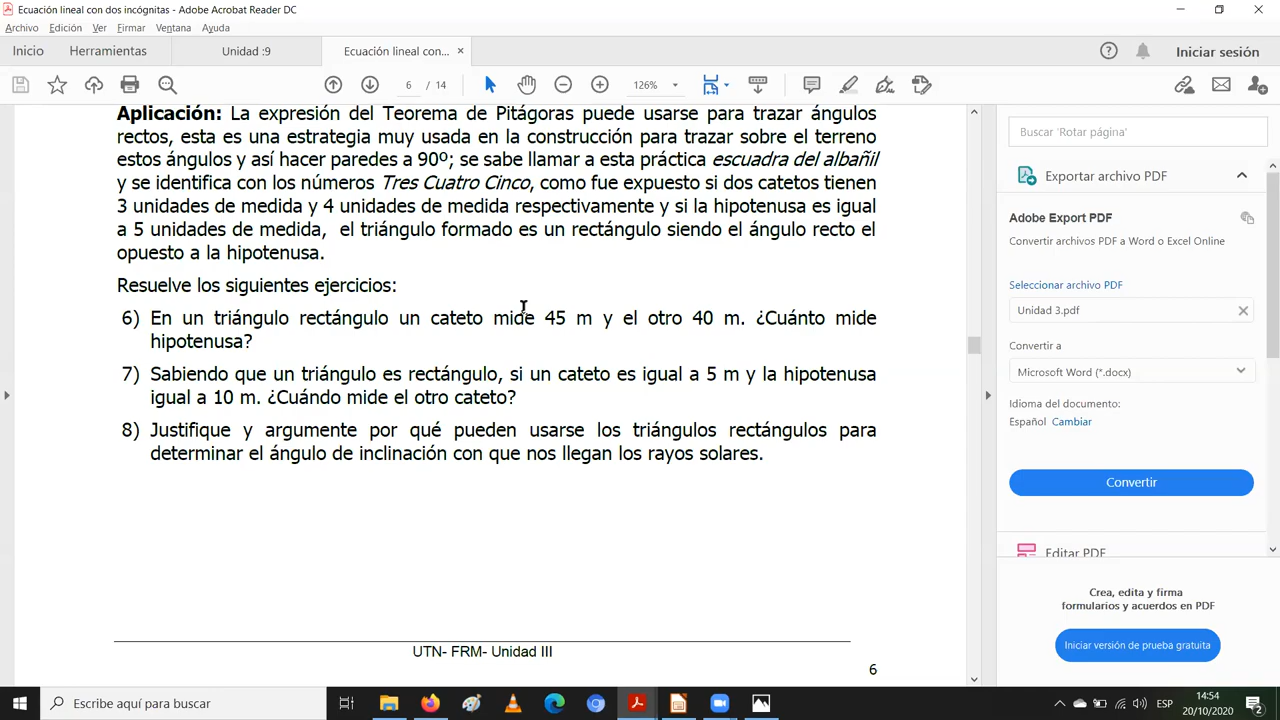 Ecuación lineal con dos incógnitas - Adobe Acrobat Reader DC
Archivo Edición Ver Firmar Ventana Ayuda
Inicio Herramientas Unidad :9 Ecuación lineal con... × Iniciar sesión
6 / 14 126%
Aplicación: La expresión del Teorema de Pitágoras puede usarse para trazar ángulos
rectos, esta es una estrategia muy usada en la construcción para trazar sobre el terreno
estos ángulos y así hacer paredes a 90º; se sabe llamar a esta práctica escuadra del albañil
y se identifica con los números Tres Cuatro Cinco, como fue expuesto si dos catetos tienen
3 unidades de medida y 4 unidades de medida respectivamente y si la hipotenusa es igual
a 5 unidades de medida, el triángulo formado es un rectángulo siendo el ángulo recto el
opuesto a la hipotenusa.
Resuelve los siguientes ejercicios:
6) En un triángulo rectángulo un cateto mide 45 m y el otro 40 m. ¿Cuánto mide
hipotenusa?
7) Sabiendo que un triángulo es rectángulo, si un cateto es igual a 5 m y la hipotenusa
igual a 10 m. ¿Cuándo mide el otro cateto?
8) Justifique y argumente por qué pueden usarse los triángulos rectángulos para
determinar el ángulo de inclinación con que nos llegan los rayos solares.
UTN- FRM- Unidad III
6
Buscar 'Rotar página'
Exportar archivo PDF
Adobe Export PDF
Convertir archivos PDF a Word o Excel Online
Seleccionar archivo PDF
Unidad 3.pdf
Convertir a
Microsoft Word (*.docx)
Idioma del documento:
Español Cambiar
Convertir
Editar PDF
Crea, edita y firma
formularios y acuerdos en PDF
Iniciar versión de prueba gratuita
Escribe aquí para buscar
ESP
14:54
20/10/2020
2